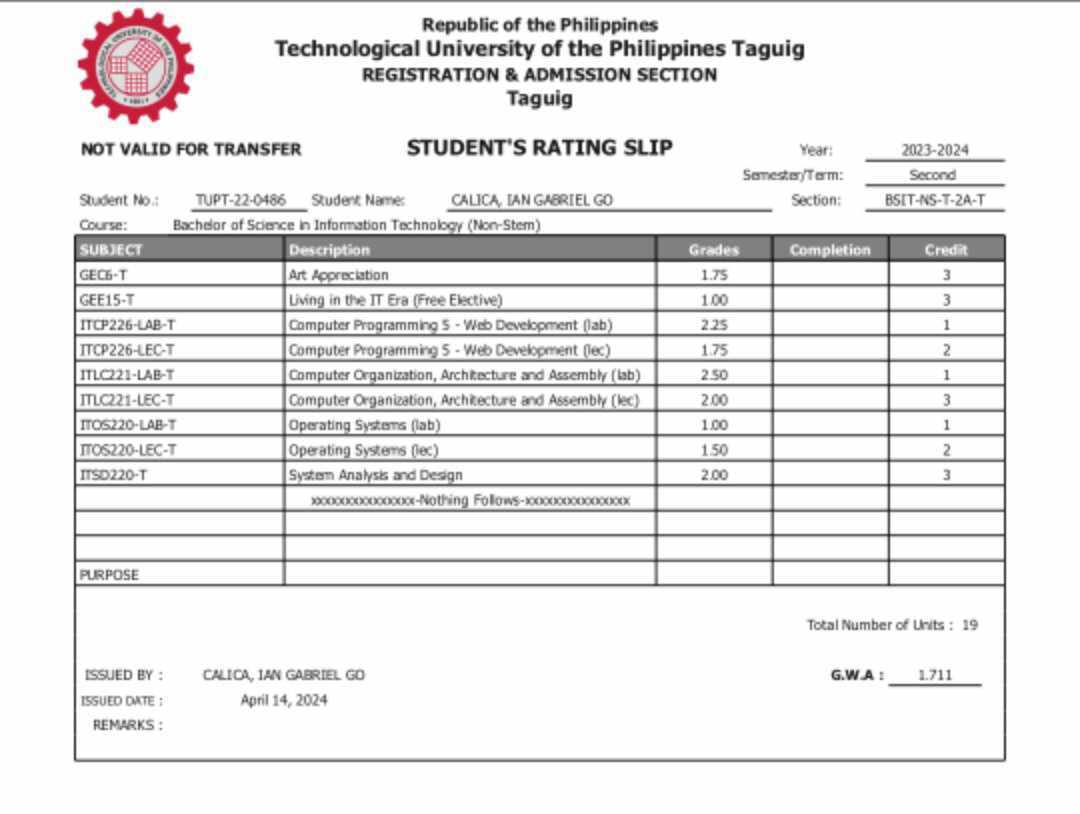 Republic of the Philippines
Technological University of the Philippines Taguig
REGISTRATION & ADMISSION SECTION
Taguig
NOT VALID FOR TRANSFER STUDENT'S RATING SLIP Year: 2023-2024
Semester/Term: Second
Student No.: TUPT-22-0486 Student Name: CALICA, IAN GABRIEL GO Section: BSIT-NS-T-2A-T
Course: Bachelor of Science in Information Technology (Non-Stem)
SUBJECT Description Grades Completion Credit
GEC6-T Art Appreciation 1.75 3
GEE15-T Living in the IT Era (Free Elective) 1.00 3
ITCP226-LAB-T Computer Programming 5 - Web Development (lab) 2.25 1
ITCP226-LEC-T Computer Programming 5 - Web Development (lec) 1.75 2
ITLC221-LAB-T Computer Organization, Architecture and Assembly (lab) 2.50 1
ITLC221-LEC-T Computer Organization, Architecture and Assembly (lec) 2.00 3
ITOS220-LAB-T Operating Systems (lab) 1.00 1
ITOS220-LEC-T Operating Systems (lec) 1.50 2
ITSD220-T System Analysis and Design 2.00 3
xxxxxxxxxxxxxxx-Nothing Follows-xxxxxxxxxxxxxxx
PURPOSE
Total Number of Units : 19
ISSUED BY : CALICA, IAN GABRIEL GO G.W.A : 1.711
ISSUED DATE : April 14, 2024
REMARKS :